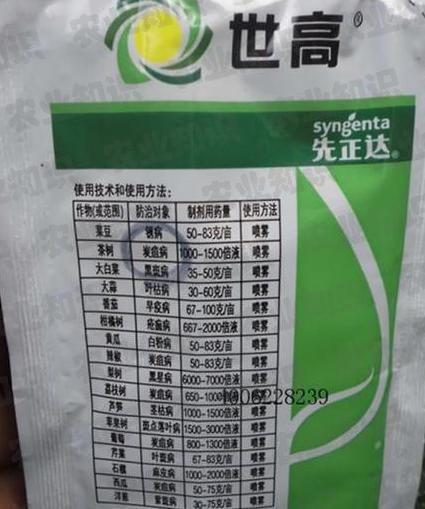 世高®
syngenta
先正达®
使用技术和使用方法：
作物(或范围) 防治对象 制剂用药量 使用方法
菜豆 锈病 50-83克/亩 喷雾
茶树 炭疽病 1000-1500倍液 喷雾
大白菜 黑斑病 35-50克/亩 喷雾
大蒜 叶枯病 30-60克/亩 喷雾
番茄 早疫病 67-100克/亩 喷雾
柑橘树 疮痂病 667-2000倍液 喷雾
黄瓜 白粉病 50-83克/亩 喷雾
辣椒 炭疽病 50-83克/亩 喷雾
梨树 黑星病 6000-7000倍液 喷雾
荔枝树 炭疽病 650-1000 喷雾
1006228239
芦笋 茎枯病 1000-1500倍液 喷雾
苹果树 斑点落叶病 1500-3000倍液 喷雾
葡萄 炭疽病 800-1300倍液 喷雾
芹菜 叶斑病 67-83克/亩 喷雾
石榴 麻皮病 1000-2000倍液 喷雾
西瓜 炭疽病 50-75克/亩 喷雾
洋葱 紫斑病 30-75克/亩 喷雾
农业知识